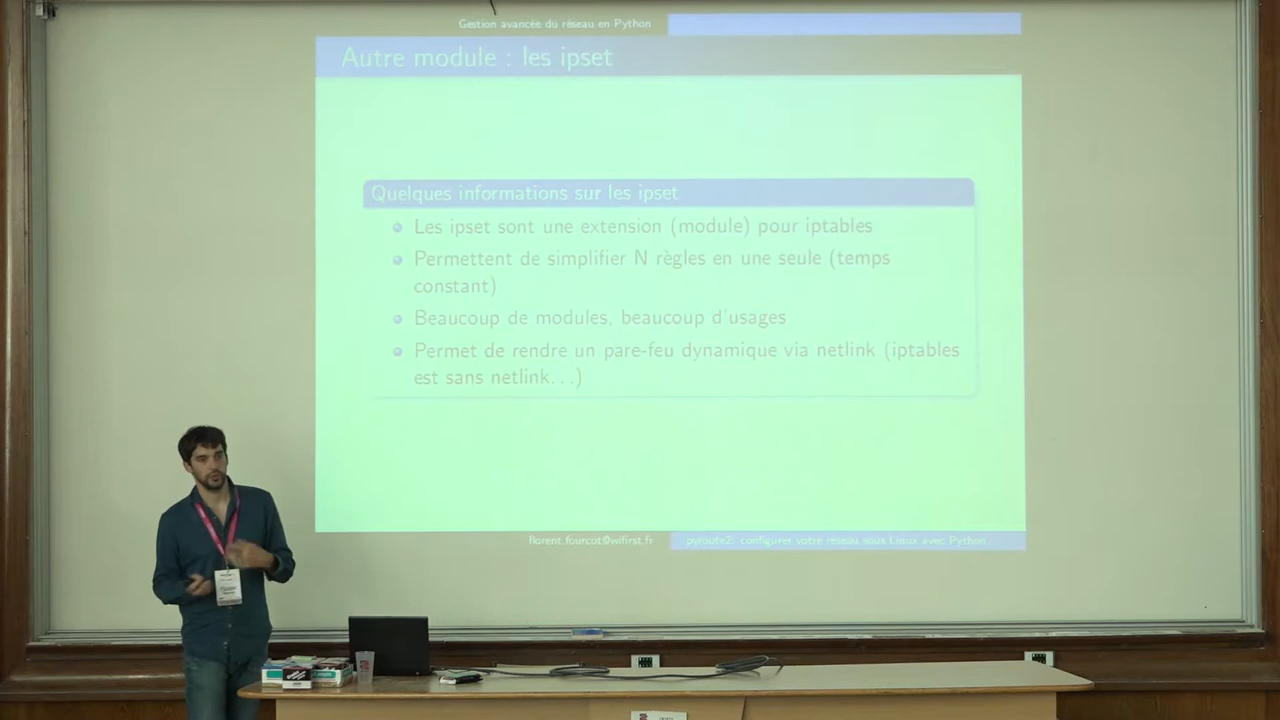 Gestion avancée du réseau en Python
Autre module : les ipset
Quelques informations sur les ipset
Les ipset sont une extension (module) pour iptables
Permettent de simplifier N règles en une seule (temps
constant)
Beaucoup de modules, beaucoup d'usages
Permet de rendre un pare-feu dynamique via netlink (iptables
est sans netlink...)
florent.fourcot@wifirst.fr
pyroute2: configurer votre réseau sous Linux avec Python